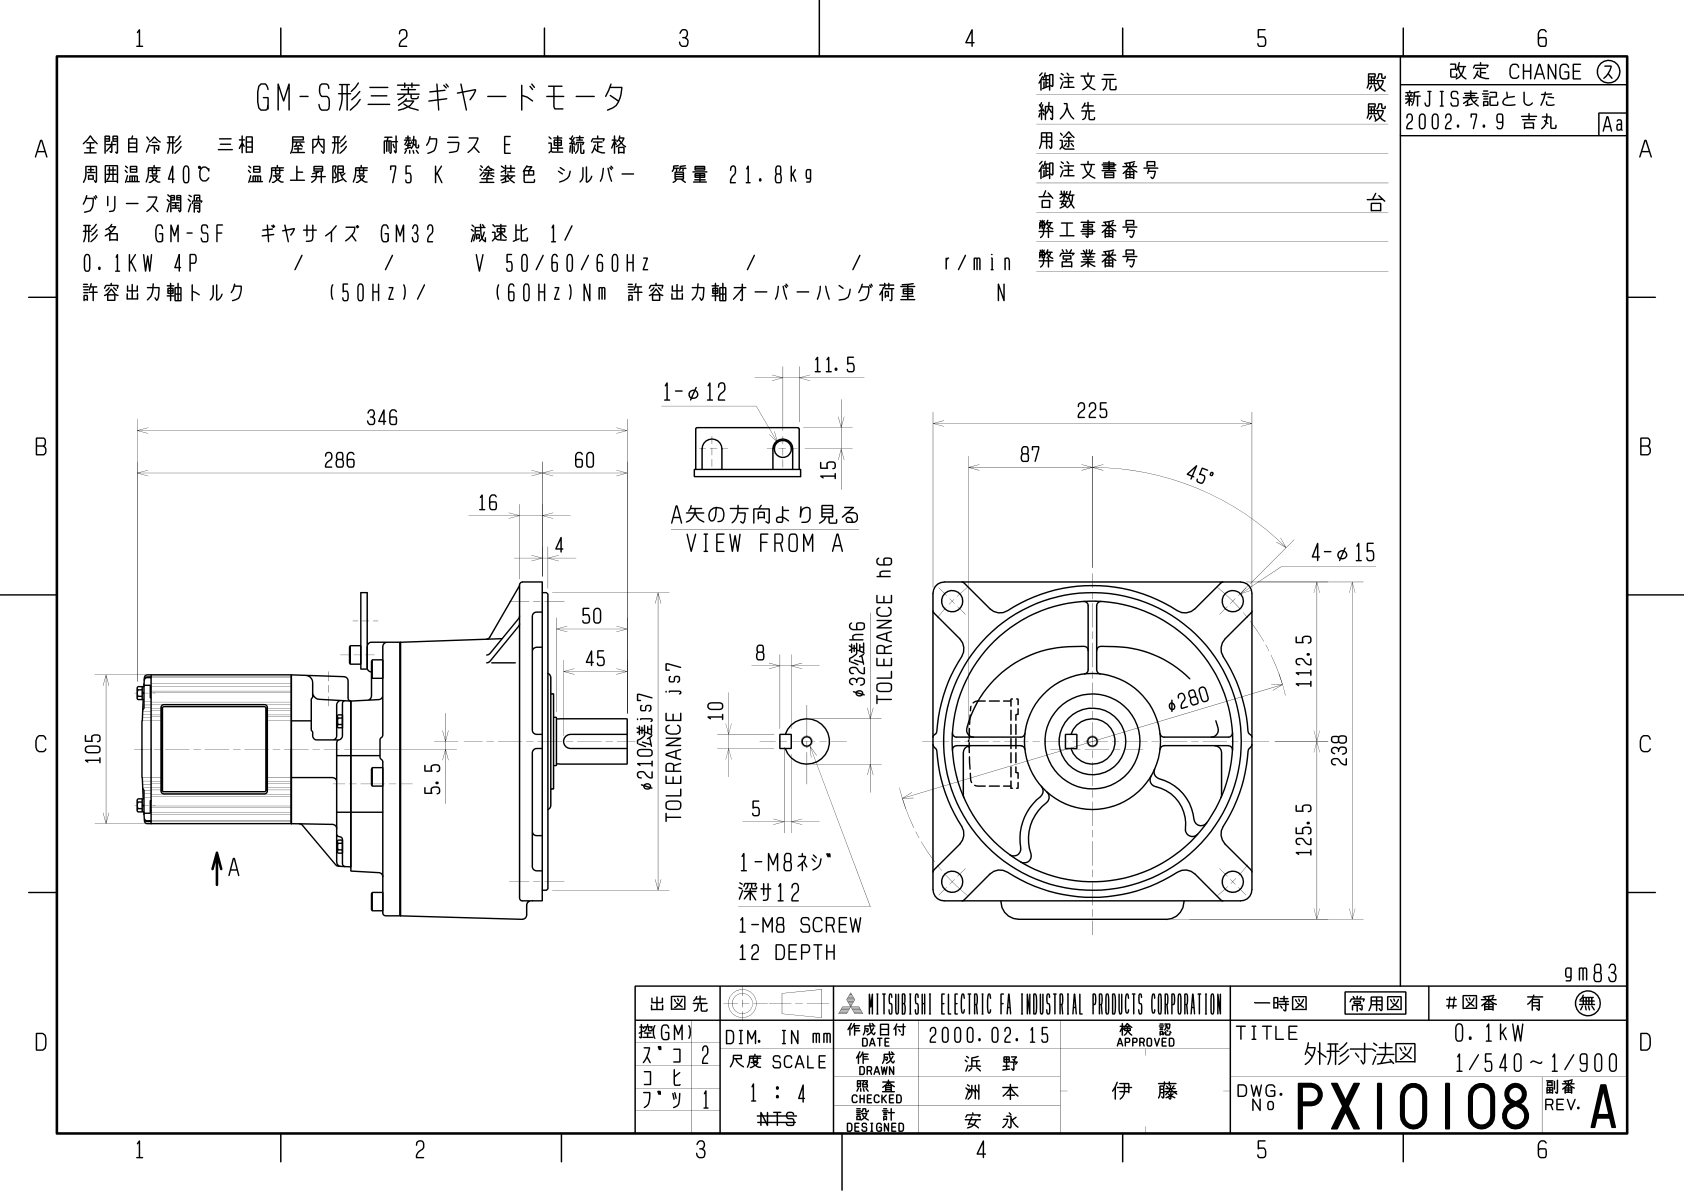 1 2 3 4 5 6
A
B
C
D
A
B
C
D
1 2 3 4 5 6
GM-S形三菱ギヤードモータ
全閉自冷形 三相 屋内形 耐熱クラス E 連続定格
周囲温度40℃ 温度上昇限度 75 K 塗装色 シルバー 質量 21.8kg
グリース潤滑
形名 GM-SF ギヤサイズ GM32 減速比 1/
0.1KW 4P / / V 50/60/60Hz / / r/min
許容出力軸トルク (50Hz)/ (60Hz)Nm 許容出力軸オーバーハング荷重 N
御注文元 殿
納入先 殿
用途
御注文書番号
台数 台
弊工事番号
弊営業番号
改定 CHANGE ス
新JIS表記とした
2002.7.9 吉丸 Aa
346
286
60
16
4
50
45
105
5.5
A
φ210公差js7
TOLERANCE js7
11.5
1-φ12
15
A矢の方向より見る
VIEW FROM A
8
10
5
φ32公差h6
TOLERANCE h6
1-M8ネジ
深サ12
1-M8 SCREW
12 DEPTH
225
87
45°
4-φ15
φ280
112.5
238
125.5
gm83
出図先
控(GM)
ズコ 2
コヒ
ブツ 1
DIM. IN mm
尺度 SCALE
1 : 4
NTS
MITSUBISHI ELECTRIC FA INDUSTRIAL PRODUCTS CORPORATION
作成日付
DATE
2000.02.15
検 認
APPROVED
作 成
DRAWN
浜 野
照 査
CHECKED
洲 本
伊 藤
設 計
DESIGNED
安 永
一時図 常用図 #図番 有 無
TITLE
外形寸法図
0.1kW
1/540~1/900
DWG.
No
PX10108
副番
REV.
A